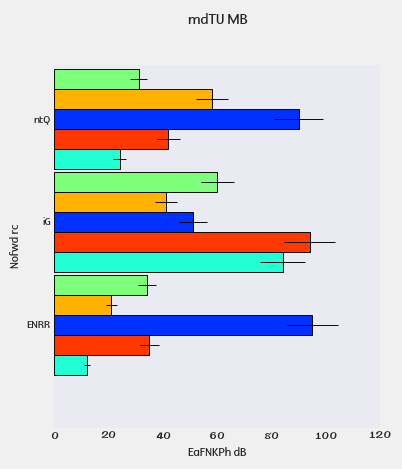 mdTU MB
Nofwd rc
ntQ
iG
ENRR
0 20 40 60 80 100 120
EaFNKPh dB